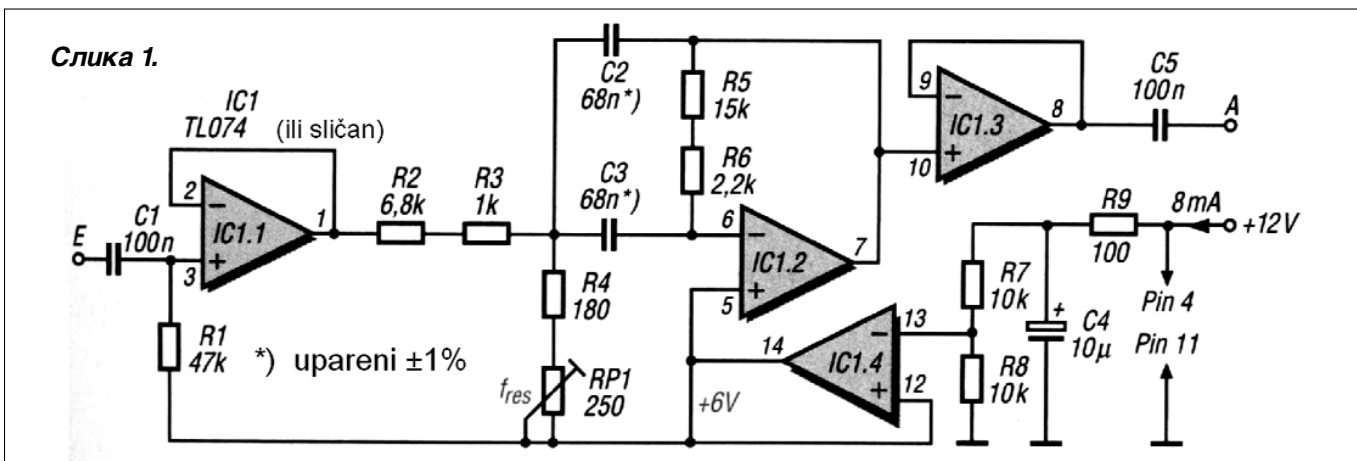 Слика 1.
IC1
TL074 (ili sličan)
E
C1
100n
2
3
1
IC1.1
R1
47k
R2
6,8k
R3
1k
C2
68n*)
C3
68n*)
R4
180
RP1
250
fres
R5
15k
R6
2,2k
6
5
7
IC1.2
9
10
8
IC1.3
C5
100n
A
14
13
12
IC1.4
+6V
R7
10k
R8
10k
C4
10µ
+
R9
100
8mA
+12V
Pin 4
Pin 11
*) upareni ±1%